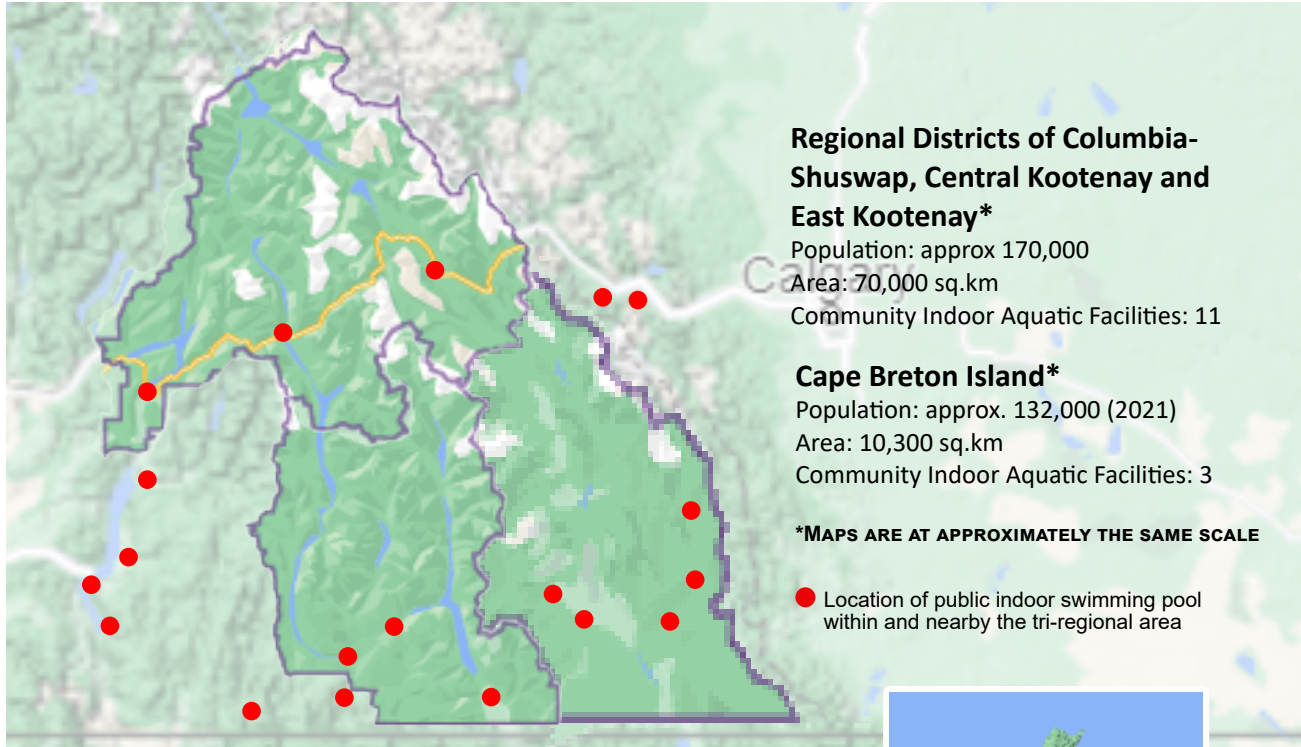 Regional Districts of Columbia-
Shuswap, Central Kootenay and
East Kootenay*
Population: approx 170,000
Area: 70,000 sq.km
Calgary
Community Indoor Aquatic Facilities: 11
Cape Breton Island*
Population: approx. 132,000 (2021)
Area: 10,300 sq.km
Community Indoor Aquatic Facilities: 3
*MAPS ARE AT APPROXIMATELY THE SAME SCALE
Location of public indoor swimming pool
within and nearby the tri-regional area